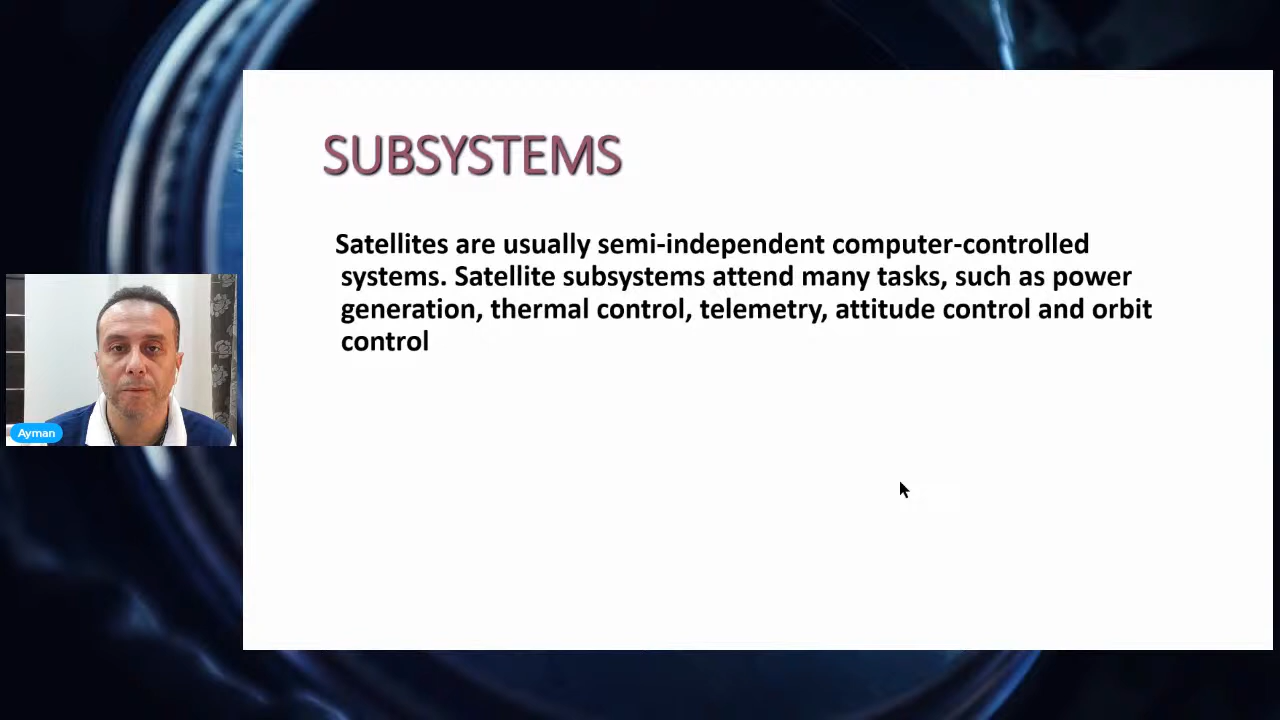 SUBSYSTEMS
Satellites are usually semi-independent computer-controlled
systems. Satellite subsystems attend many tasks, such as power
generation, thermal control, telemetry, attitude control and orbit
control
Ayman